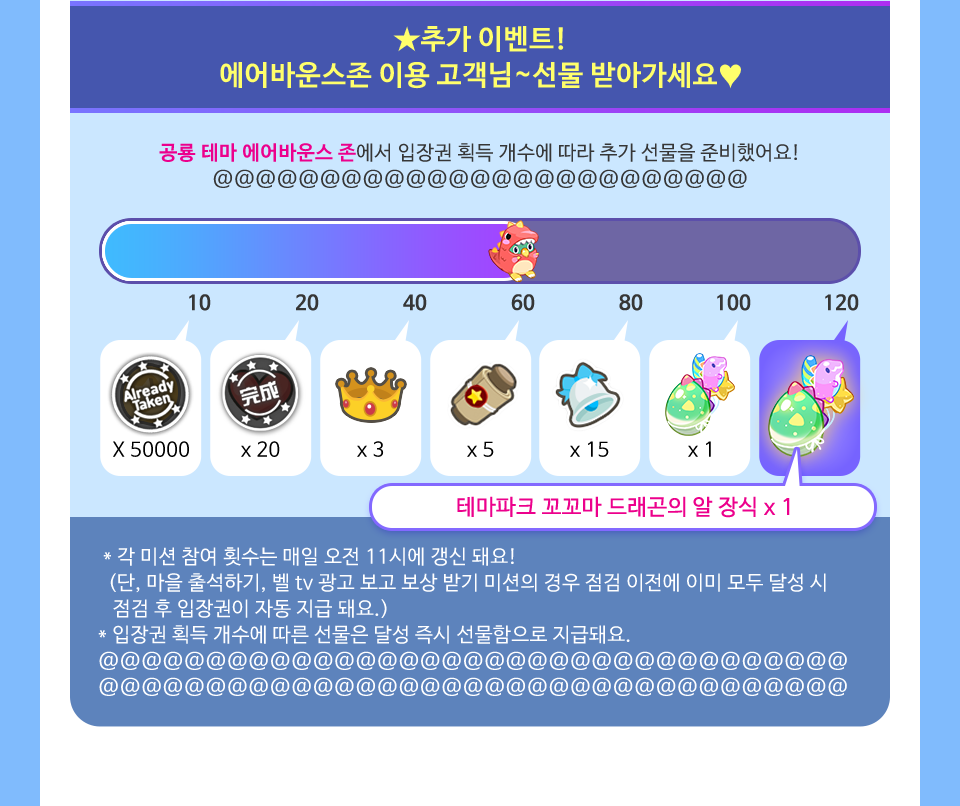 ★추가 이벤트!
에어바운스존 이용 고객님~선물 받아가세요♥
공룡 테마 에어바운스 존에서 입장권 획득 개수에 따라 추가 선물을 준비했어요!
@@@@@@@@@@@@@@@@@@@@@@@@@
10 20 40 60 80 100 120
Already
Taken
完成
X 50000 x 20 x 3 x 5 x 15 x 1
테마파크 꼬꼬마 드래곤의 알 장식 x 1
* 각 미션 참여 횟수는 매일 오전 11시에 갱신 돼요!
(단, 마을 출석하기, 벨 tv 광고 보고 보상 받기 미션의 경우 점검 이전에 이미 모두 달성 시
점검 후 입장권이 자동 지급 돼요.)
* 입장권 획득 개수에 따른 선물은 달성 즉시 선물함으로 지급돼요.
@@@@@@@@@@@@@@@@@@@@@@@@@@@@@@@@@@@
@@@@@@@@@@@@@@@@@@@@@@@@@@@@@@@@@@@